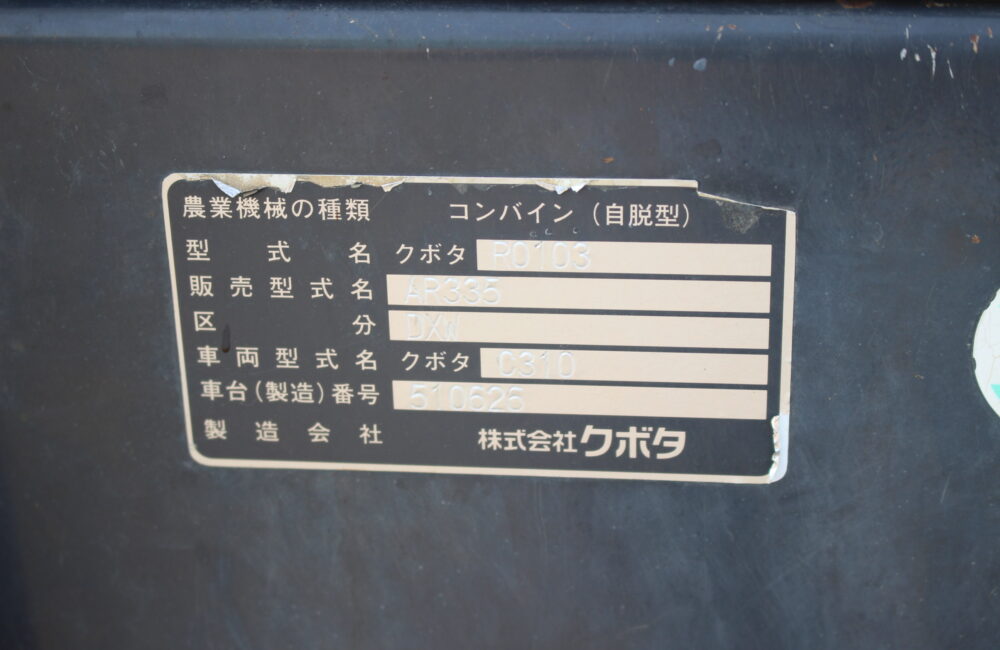 農業機械の種類 コンバイン（自脱型）
型式名 クボタ R0103
販売型式名 AR335
区分 DXW
車両型式名 クボタ C310
車台（製造）番号 510626
製造会社 株式会社クボタ